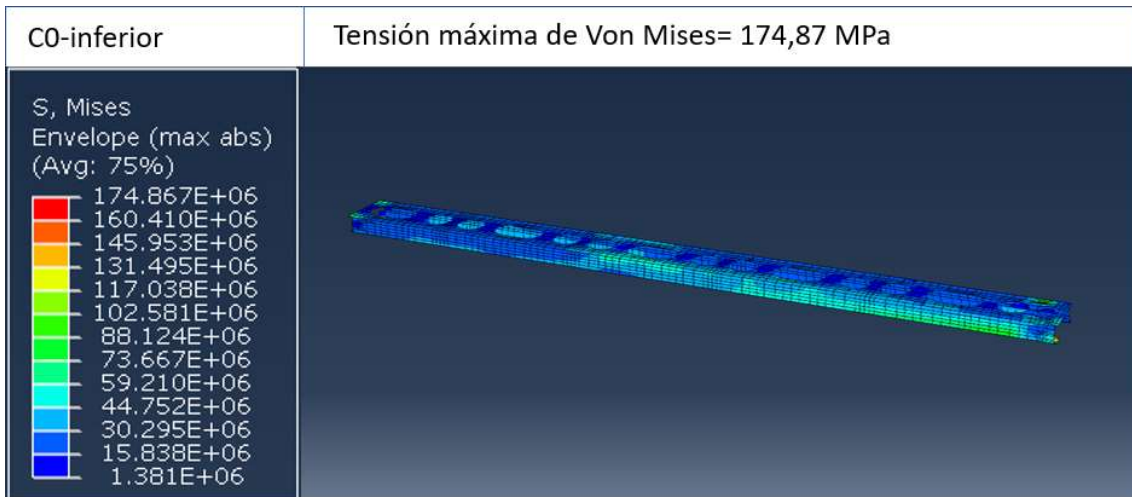 C0-inferior
Tensión máxima de Von Mises= 174,87 MPa
S, Mises
Envelope (max abs)
(Avg: 75%)
174.867E+06
160.410E+06
145.953E+06
131.495E+06
117.038E+06
102.581E+06
88.124E+06
73.667E+06
59.210E+06
44.752E+06
30.295E+06
15.838E+06
1.381E+06